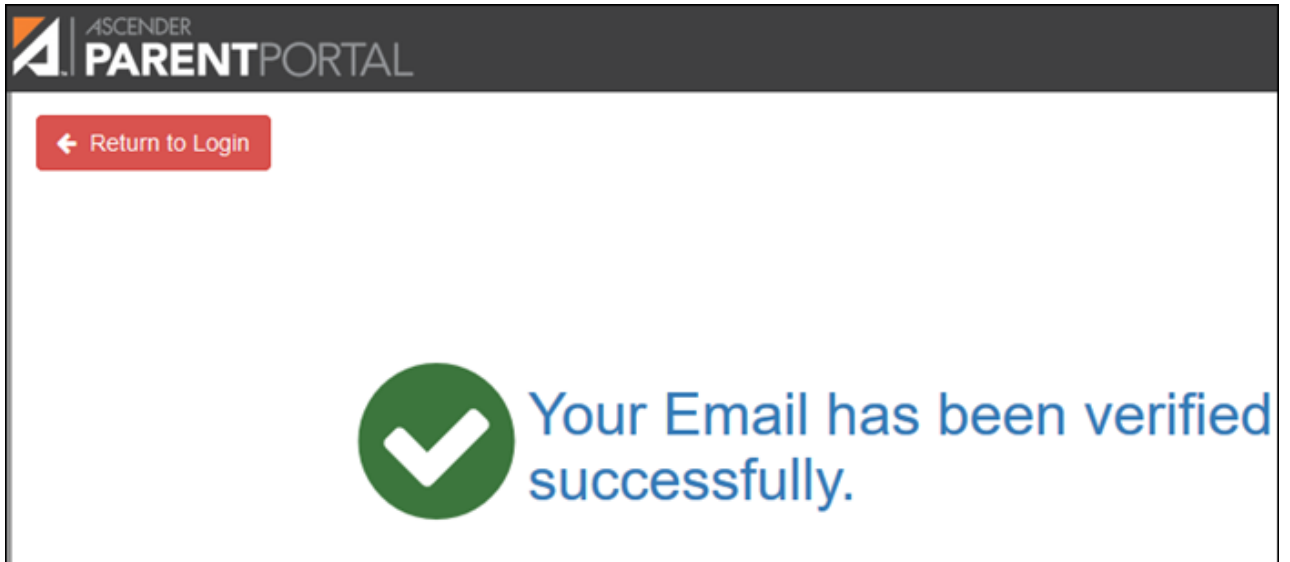 ASCENDER
PARENTPORTAL
Return to Login
Your Email has been verified
successfully.